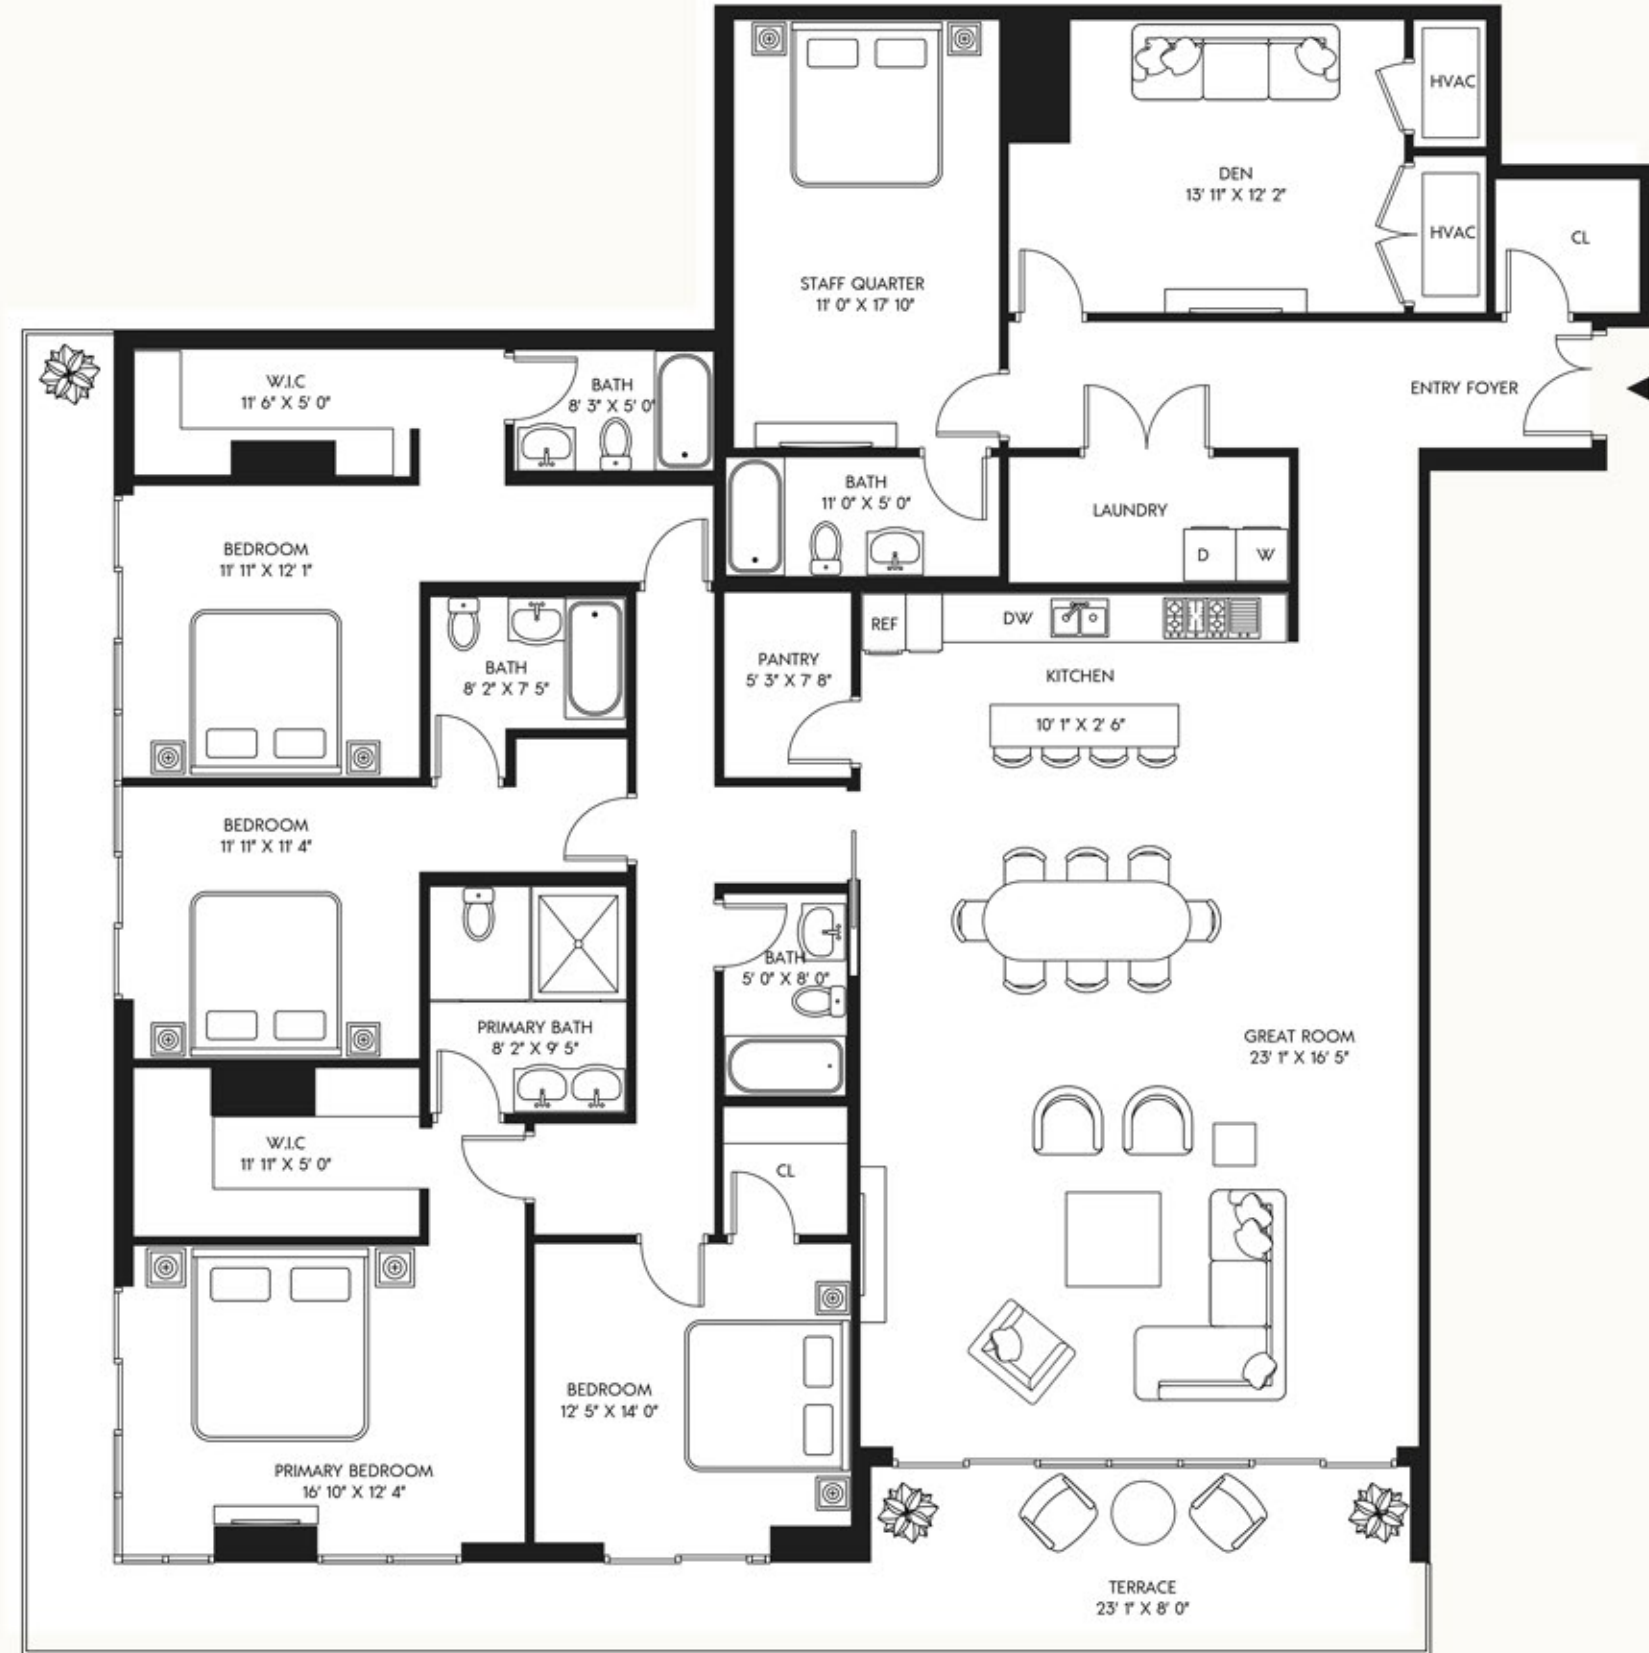 HVAC
DEN
13' 11" X 12' 2"
HVAC
CL
STAFF QUARTER
11' 0" X 17' 10"
W.I.C
11' 6" X 5' 0"
BATH
8' 3" X 5' 0"
ENTRY FOYER
BATH
11' 0" X 5' 0"
LAUNDRY
D
W
BEDROOM
11' 11" X 12' 1"
REF
DW
BATH
8' 2" X 7' 5"
PANTRY
5' 3" X 7' 8"
KITCHEN
10' 1" X 2' 6"
BEDROOM
11' 11" X 11' 4"
BATH
5' 0" X 8' 0"
PRIMARY BATH
8' 2" X 9' 5"
GREAT ROOM
23' 1" X 16' 5"
W.I.C
11' 11" X 5' 0"
CL
BEDROOM
12' 5" X 14' 0"
PRIMARY BEDROOM
16' 10" X 12' 4"
TERRACE
23' 1" X 8' 0"